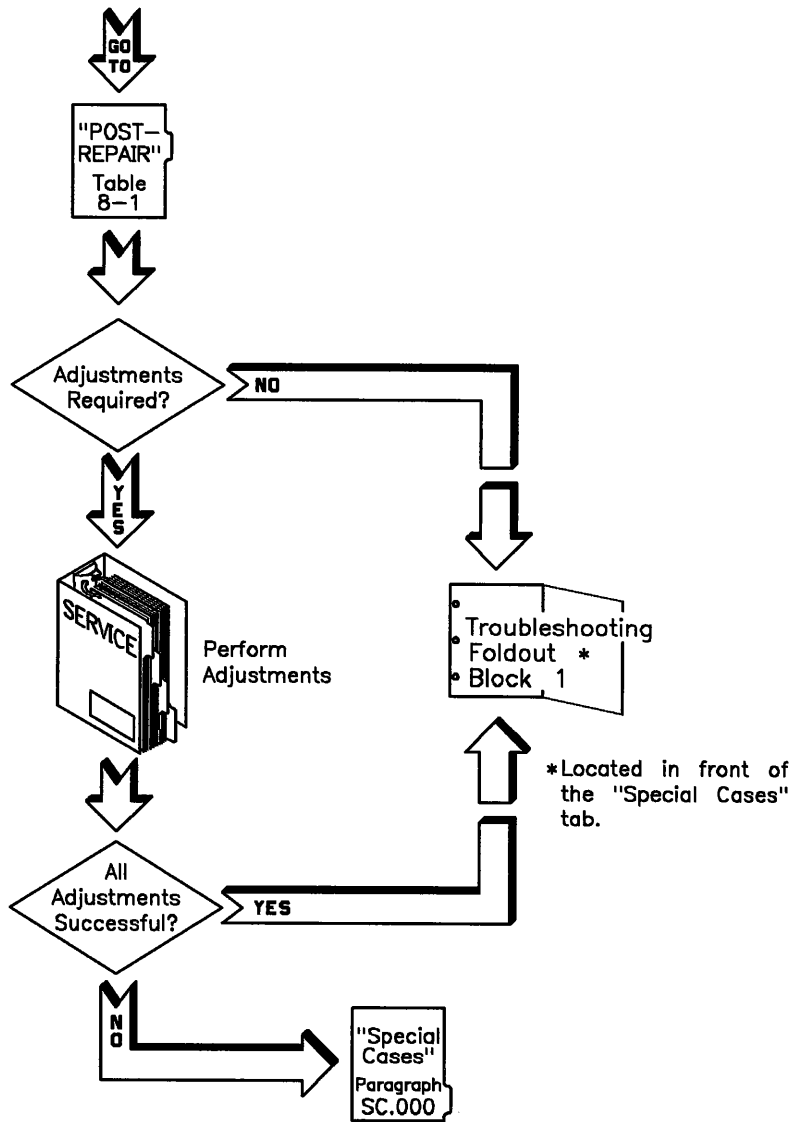 GO
TO
"POST-
REPAIR"
Table
8-1
Adjustments
Required?
NO
YES
SERVICE
Perform
Adjustments
Troubleshooting
Foldout *
Block 1
*Located in front of
the "Special Cases"
tab.
All
Adjustments
Successful?
YES
NO
"Special
Cases"
Paragraph
SC.000